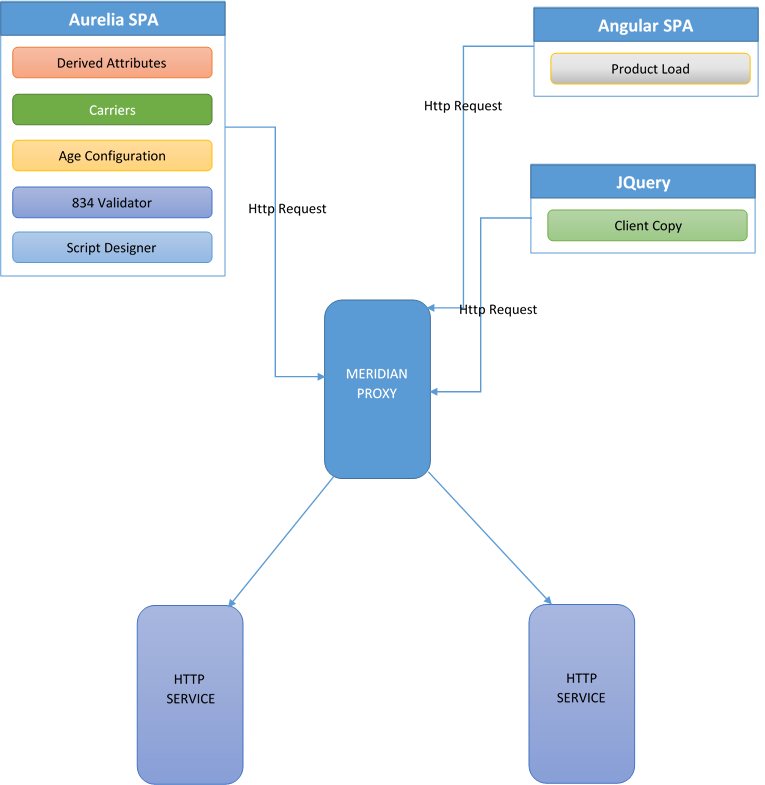 Aurelia SPA
Derived Attributes
Carriers
Age Configuration
834 Validator
Script Designer
Angular SPA
Product Load
Http Request
JQuery
Client Copy
Http Request
Http Request
MERIDIAN
PROXY
HTTP
SERVICE
HTTP
SERVICE